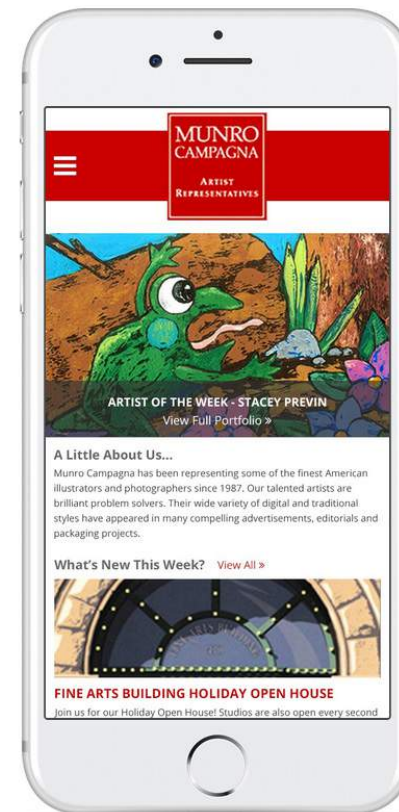 MUNRO
CAMPAGNA
ARTIST
REPRESENTATIVES
ARTIST OF THE WEEK - STACEY PREVIN
View Full Portfolio »
A Little About Us...
Munro Campagna has been representing some of the finest American
illustrators and photographers since 1987. Our talented artists are
brilliant problem solvers. Their wide variety of digital and traditional
styles have appeared in many compelling advertisements, editorials and
packaging projects.
What's New This Week? View All »
FINE ARTS BUILDING
FINE ARTS BUILDING HOLIDAY OPEN HOUSE
Join us for our Holiday Open House! Studios are also open every second